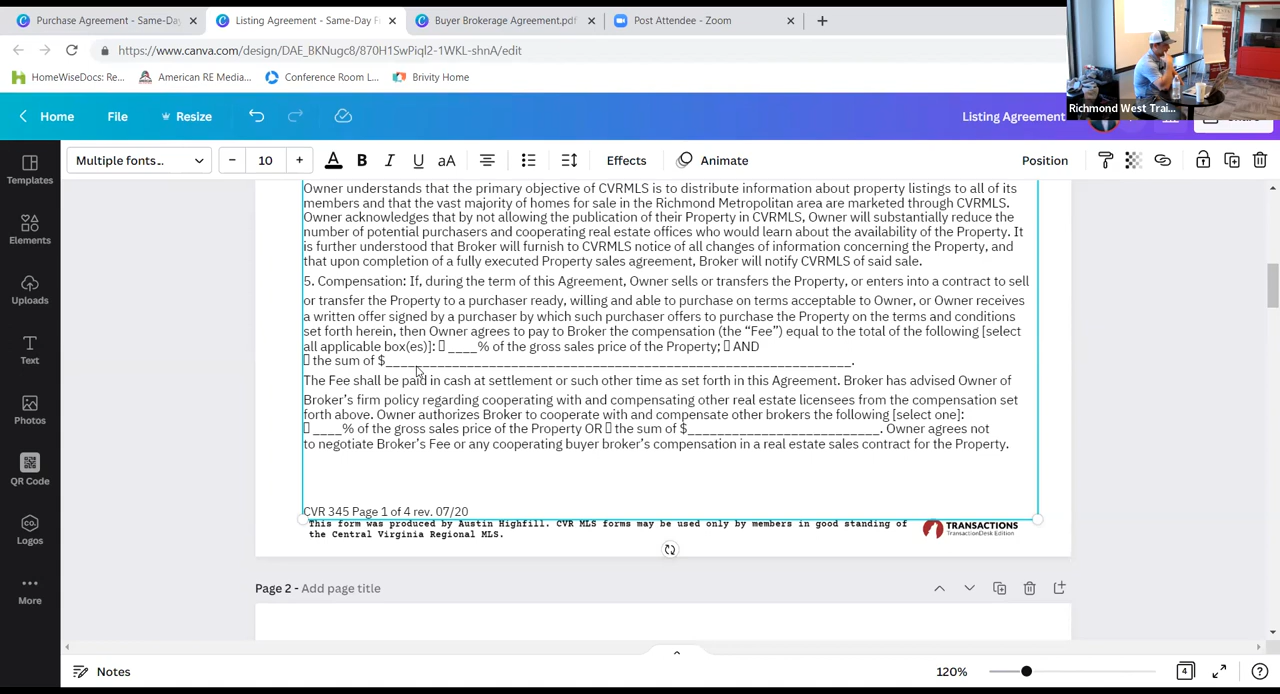 Purchase Agreement - Same-Day
Listing Agreement - Same-Day F
Buyer Brokerage Agreement.pdf
Post Attendee - Zoom
https://www.canva.com/design/DAE_BKNugc8/870H1SwPiql2-1WKL-shnA/edit
HomeWiseDocs: Re...
American RE Media...
Conference Room L...
Brivity Home
Richmond West Trai...
Home
File
Resize
Listing Agreement
Multiple fonts...
10
A
B
I
U
aA
Effects
Animate
Position
Templates
Elements
Uploads
Text
Photos
QR Code
Logos
More
Owner understands that the primary objective of CVRMLS is to distribute information about property listings to all of its
members and that the vast majority of homes for sale in the Richmond Metropolitan area are marketed through CVRMLS.
Owner acknowledges that by not allowing the publication of their Property in CVRMLS, Owner will substantially reduce the
number of potential purchasers and cooperating real estate offices who would learn about the availability of the Property. It
is further understood that Broker will furnish to CVRMLS notice of all changes of information concerning the Property, and
that upon completion of a fully executed Property sales agreement, Broker will notify CVRMLS of said sale.
5. Compensation: If, during the term of this Agreement, Owner sells or transfers the Property, or enters into a contract to sell
or transfer the Property to a purchaser ready, willing and able to purchase on terms acceptable to Owner, or Owner receives
a written offer signed by a purchaser by which such purchaser offers to purchase the Property on the terms and conditions
set forth herein, then Owner agrees to pay to Broker the compensation (the “Fee”) equal to the total of the following [select
all applicable box(es)]: ▯ ____% of the gross sales price of the Property; ▯ AND
▯ the sum of $______________________________________________________________.
The Fee shall be paid in cash at settlement or such other time as set forth in this Agreement. Broker has advised Owner of
Broker’s firm policy regarding cooperating with and compensating other real estate licensees from the compensation set
forth above. Owner authorizes Broker to cooperate with and compensate other brokers the following [select one]:
▯ ____% of the gross sales price of the Property OR ▯ the sum of $_________________________. Owner agrees not
to negotiate Broker’s Fee or any cooperating buyer broker’s compensation in a real estate sales contract for the Property.
CVR 345 Page 1 of 4 rev. 07/20
This form was produced by Austin Highfill. CVR MLS forms may be used only by members in good standing of
the Central Virginia Regional MLS.
TRANSACTIONS
TransactionDesk Edition
Page 2 - Add page title
Notes
120%
4